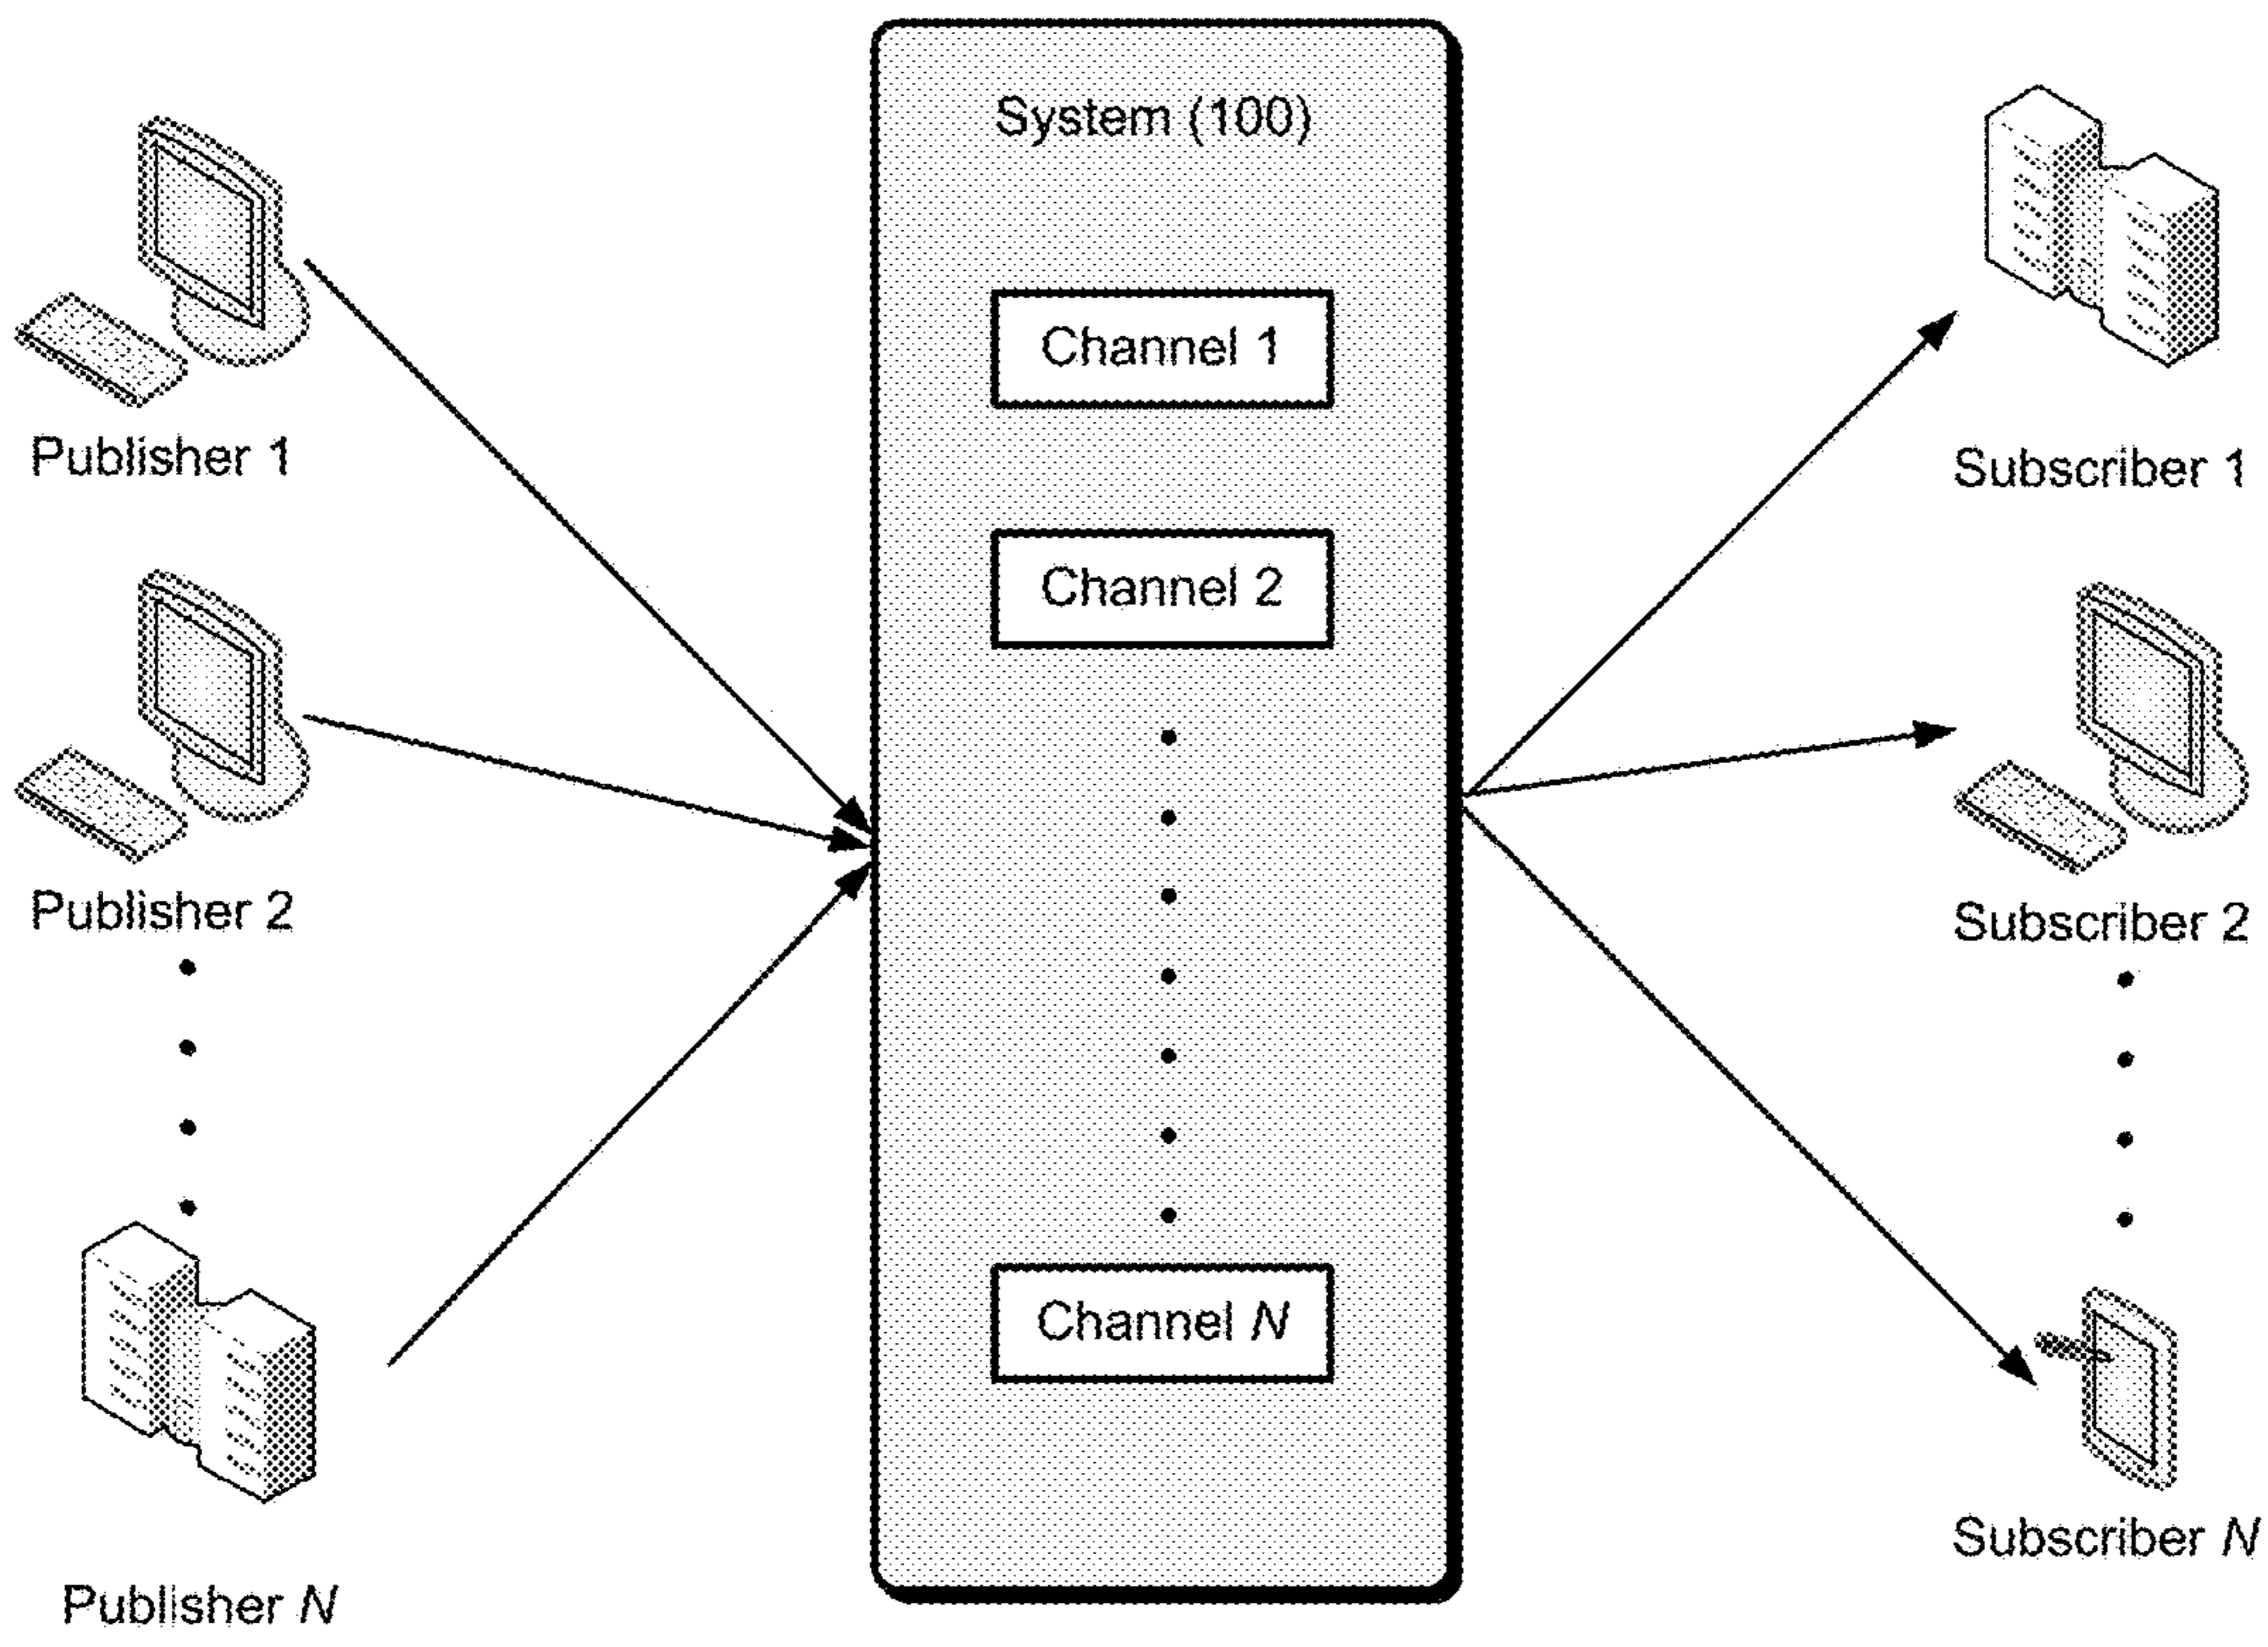 System (100)
Channel 1
Channel 2
Channel N
Publisher 1
Publisher 2
Publisher N
Subscriber 1
Subscriber 2
Subscriber N